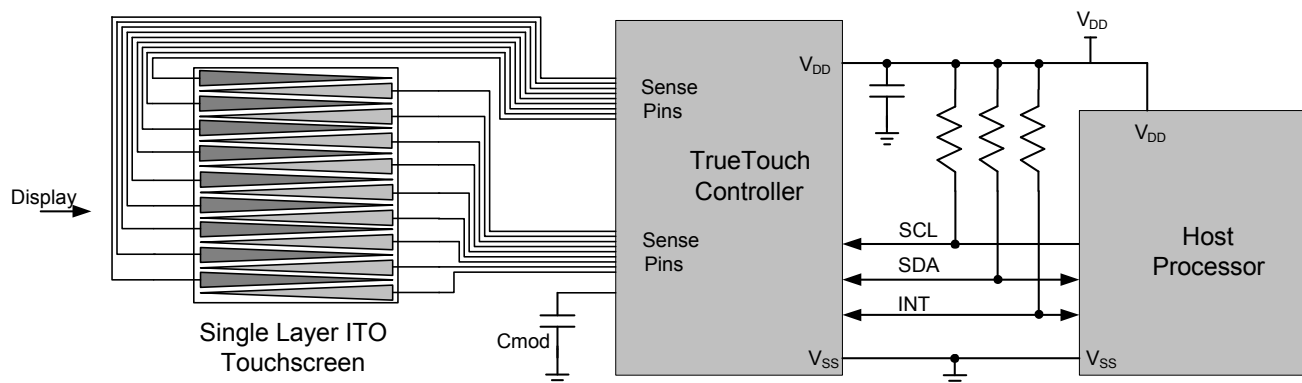 Display
Single Layer ITO
Touchscreen
Sense
Pins
Sense
Pins
Cmod
TrueTouch
Controller
VDD
VSS
VDD
SCL
SDA
INT
VDD
Host
Processor
VSS